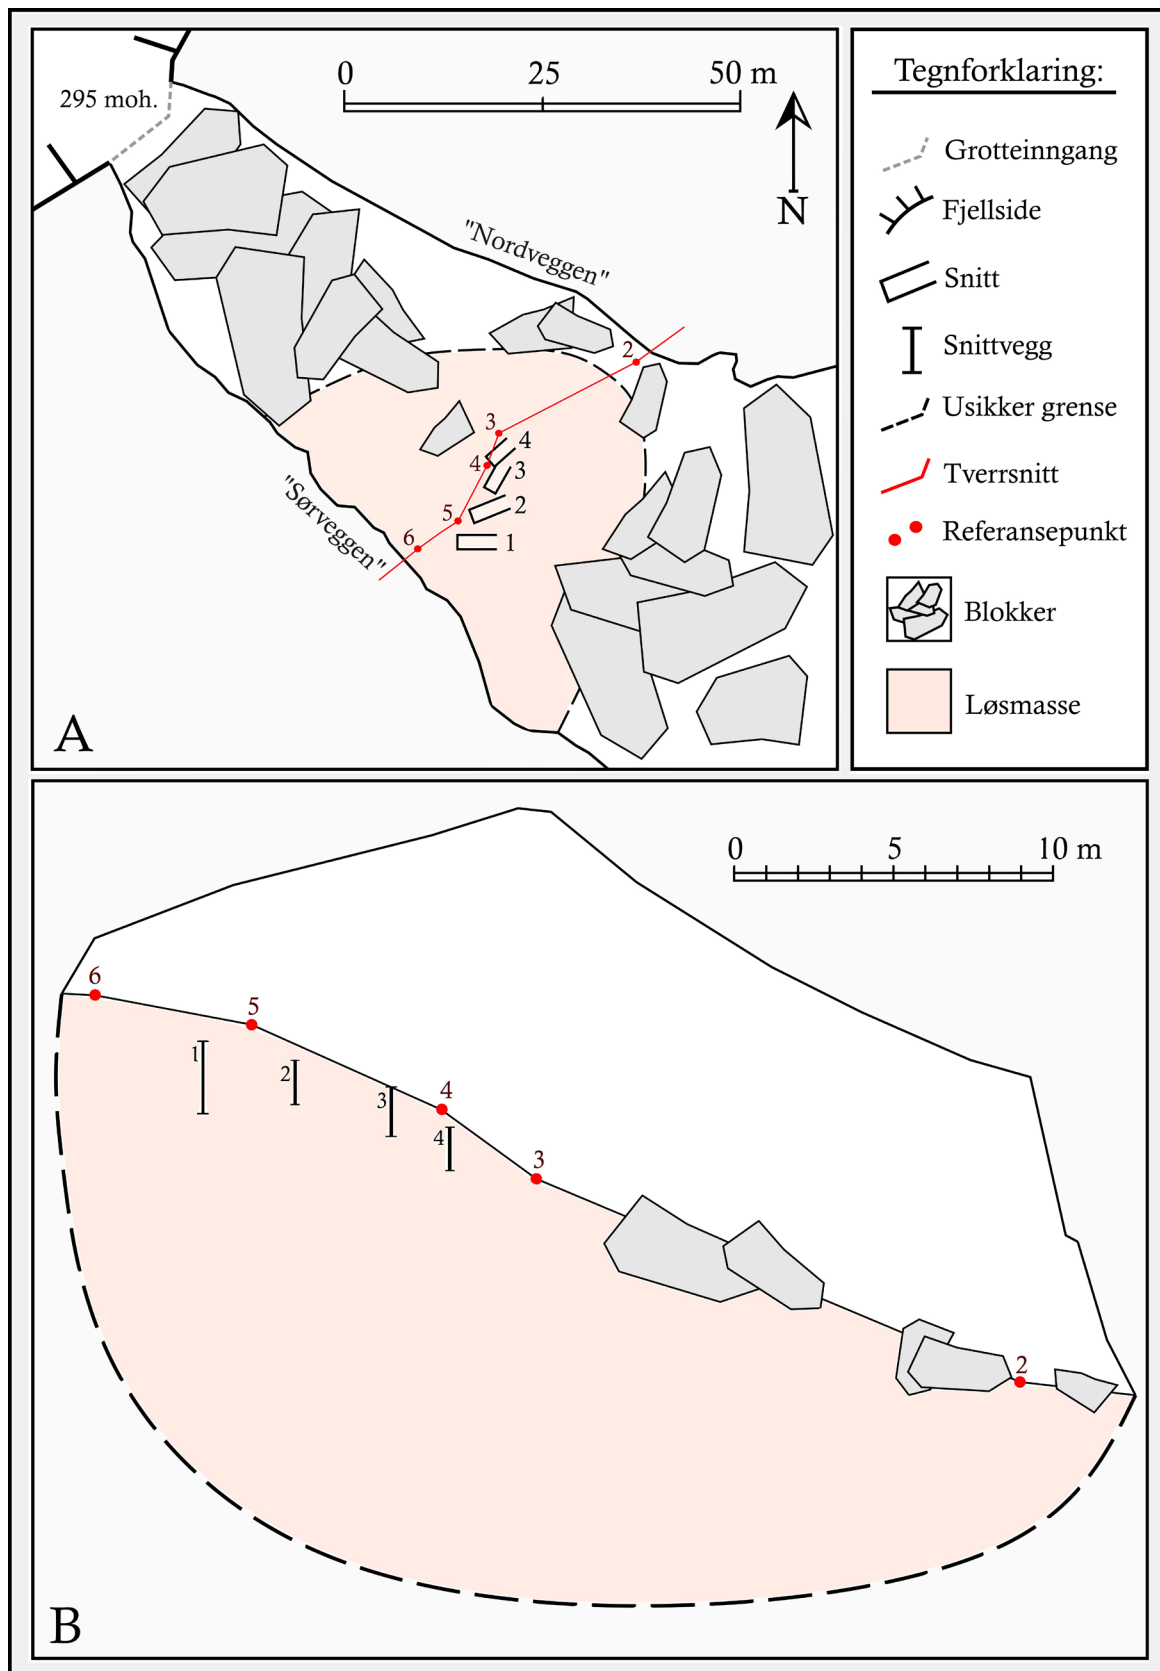 0 25 50 m
295 moh.
N
"Nordveggen"
2
3
4
4
3
5
2
6
1
"Sørveggen"
A
Tegnforklaring:
Grotteinngang
Fjellside
Snitt
Snittvegg
Usikker grense
Tverrsnitt
Referansepunkt
Blokker
Løsmasse
0 5 10 m
6
5
1
2
4
3
4
3
2
B